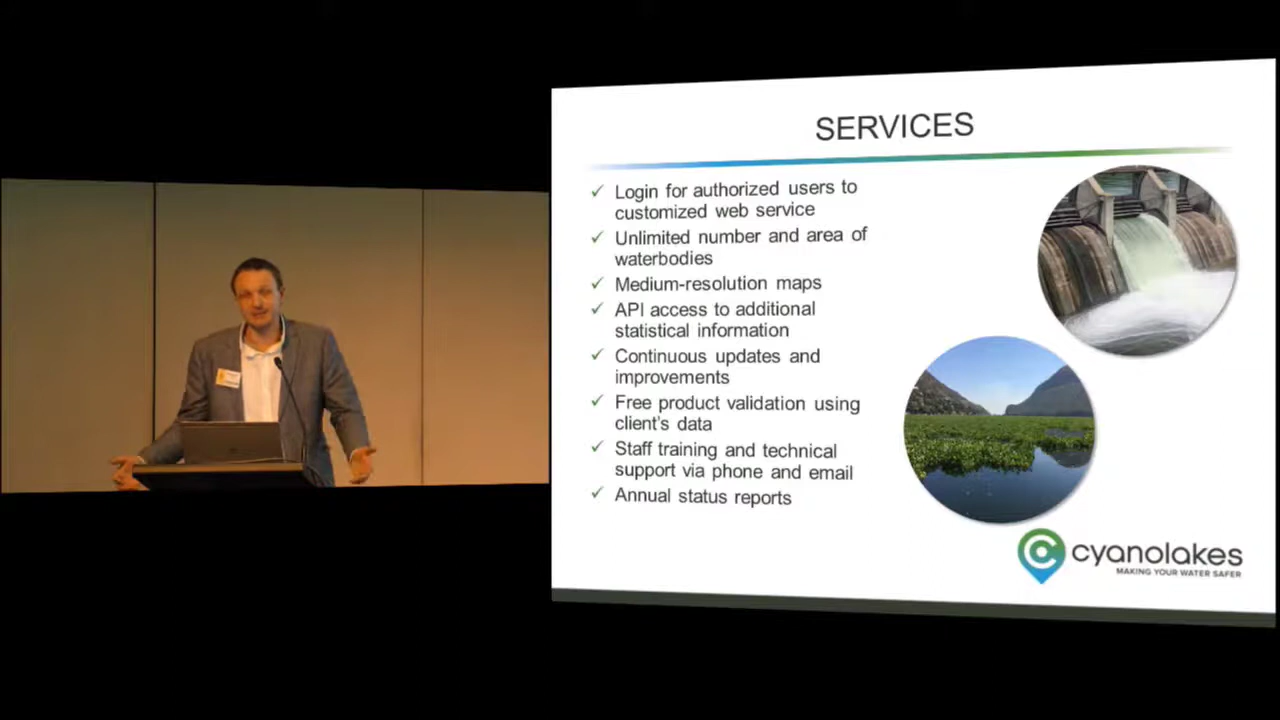 SERVICES
Login for authorized users to
customized web service
Unlimited number and area of
waterbodies
Medium-resolution maps
API access to additional
statistical information
Continuous updates and
improvements
Free product validation using
client's data
Staff training and technical
support via phone and email
Annual status reports
cyanolakes
MAKING YOUR WATER SAFER